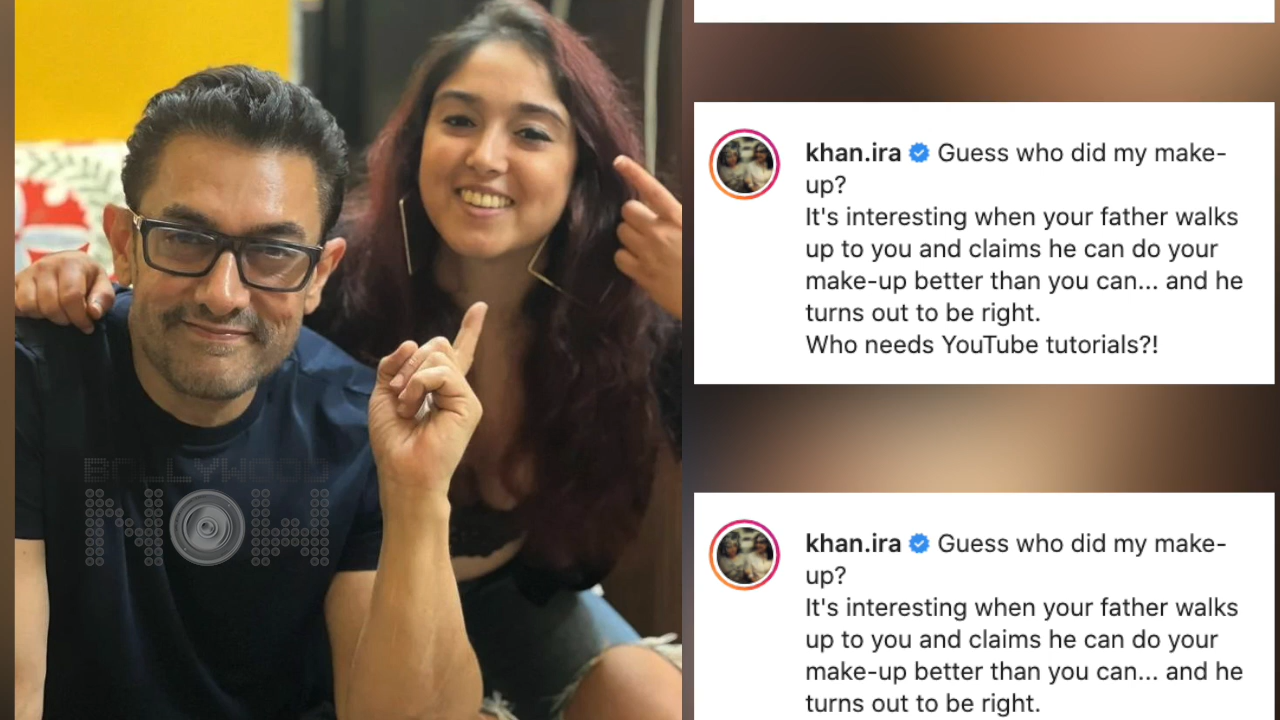 BOLLYWOOD
NOW
khan.ira Guess who did my make-
up?
It's interesting when your father walks
up to you and claims he can do your
make-up better than you can... and he
turns out to be right.
Who needs YouTube tutorials?!
khan.ira Guess who did my make-
up?
It's interesting when your father walks
up to you and claims he can do your
make-up better than you can... and he
turns out to be right.